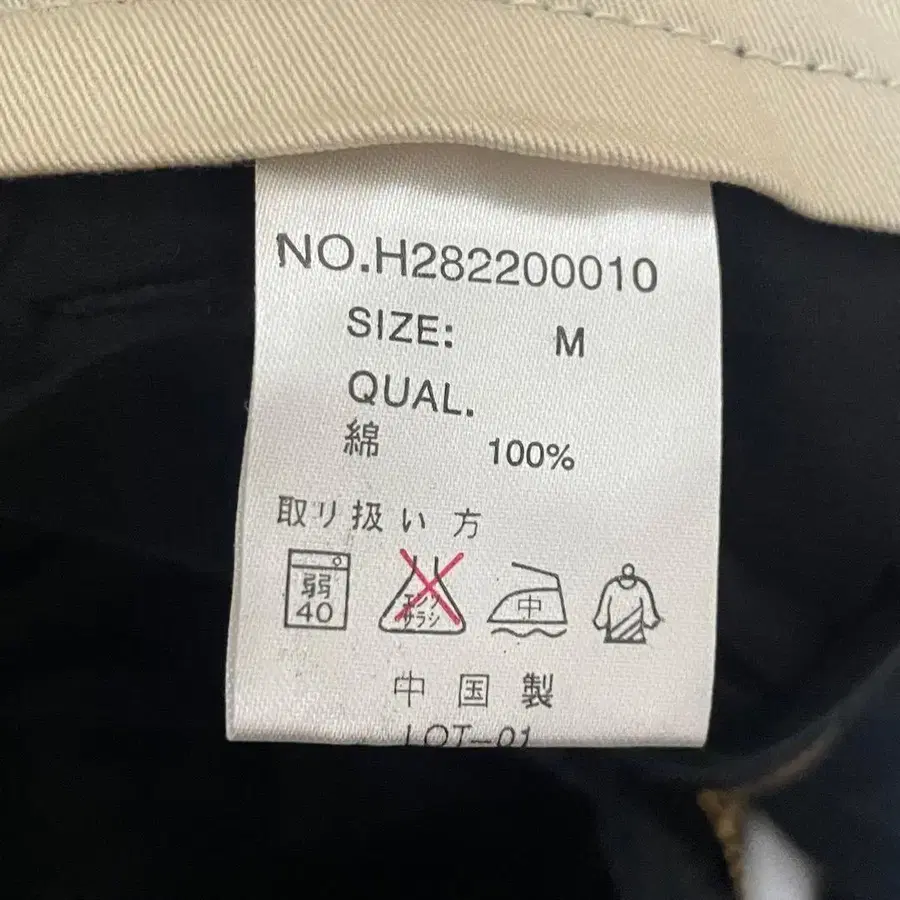 NO.H282200010
SIZE: M
QUAL.
綿 100%
取り扱い方
弱
40
エンソ
サラシ
中
中国製
LOT-01